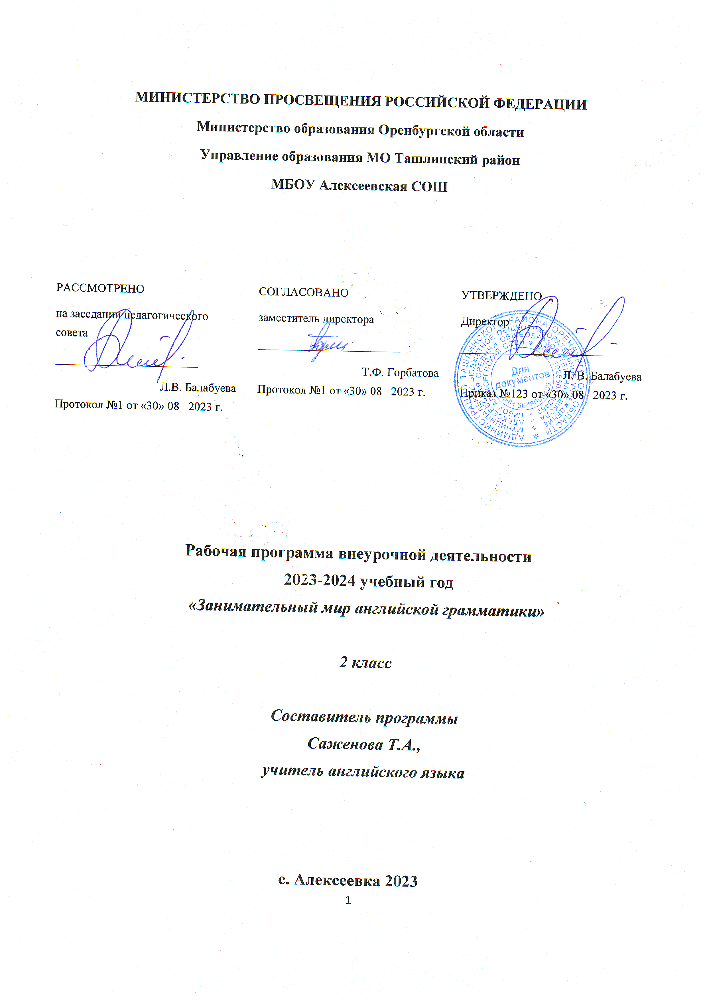 МИНИСТЕРСТВО ПРОСВЕЩЕНИЯ РОССИЙСКОЙ ФЕДЕРАЦИИ
Министерство образования Оренбургской области
Управление образования МО Ташлинский район
МБОУ Алексеевская СОШ
РАССМОТРЕНО
на заседании педагогического
совета
Л.В. Балабуева
Протокол №1 от «30» 08 2023 г.
СОГЛАСОВАНО
заместитель директора
Т.Ф. Горбатова
Протокол №1 от «30» 08 2023 г.
УТВЕРЖДЕНО
Директор
Л. В. Балабуева
Приказ №123 от «30» 08 2023 г.
Для
документов
Рабочая программа внеурочной деятельности
2023-2024 учебный год
«Занимательный мир английской грамматики»
2 класс
Составитель программы
Саженова Т.А.,
учитель английского языка
с. Алексеевка 2023
1